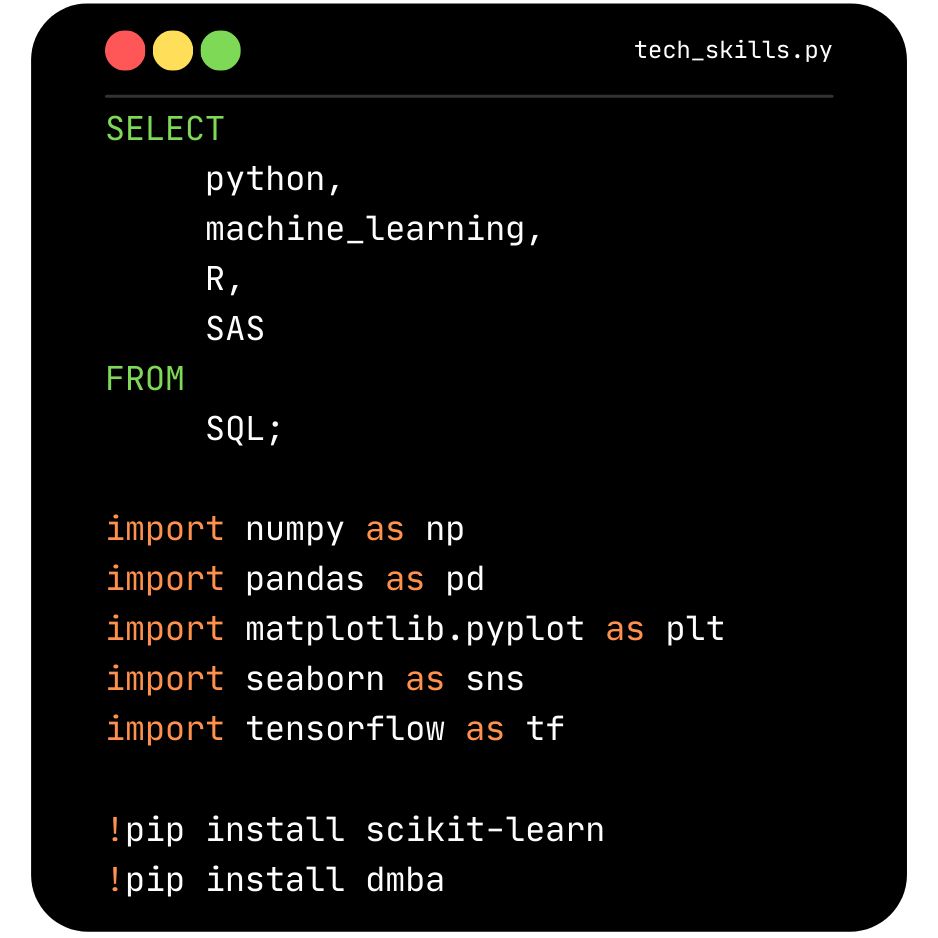 tech_skills.py
SELECT
python,
machine_learning,
R,
SAS
FROM
SQL;
import numpy as np
import pandas as pd
import matplotlib.pyplot as plt
import seaborn as sns
import tensorflow as tf
!pip install scikit-learn
!pip install dmba